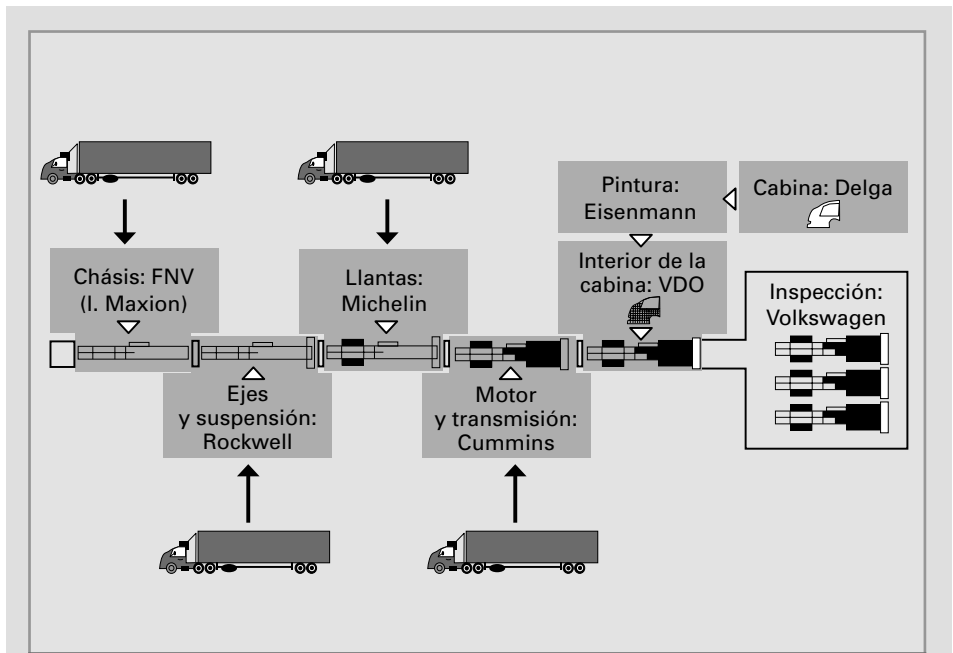 Pintura:
Eisenmann
Cabina: Delga
Chásis: FNV
(I. Maxion)
Llantas:
Michelin
Interior de la
cabina: VDO
Inspección:
Volkswagen
Ejes
y suspensión:
Rockwell
Motor
y transmisión:
Cummins